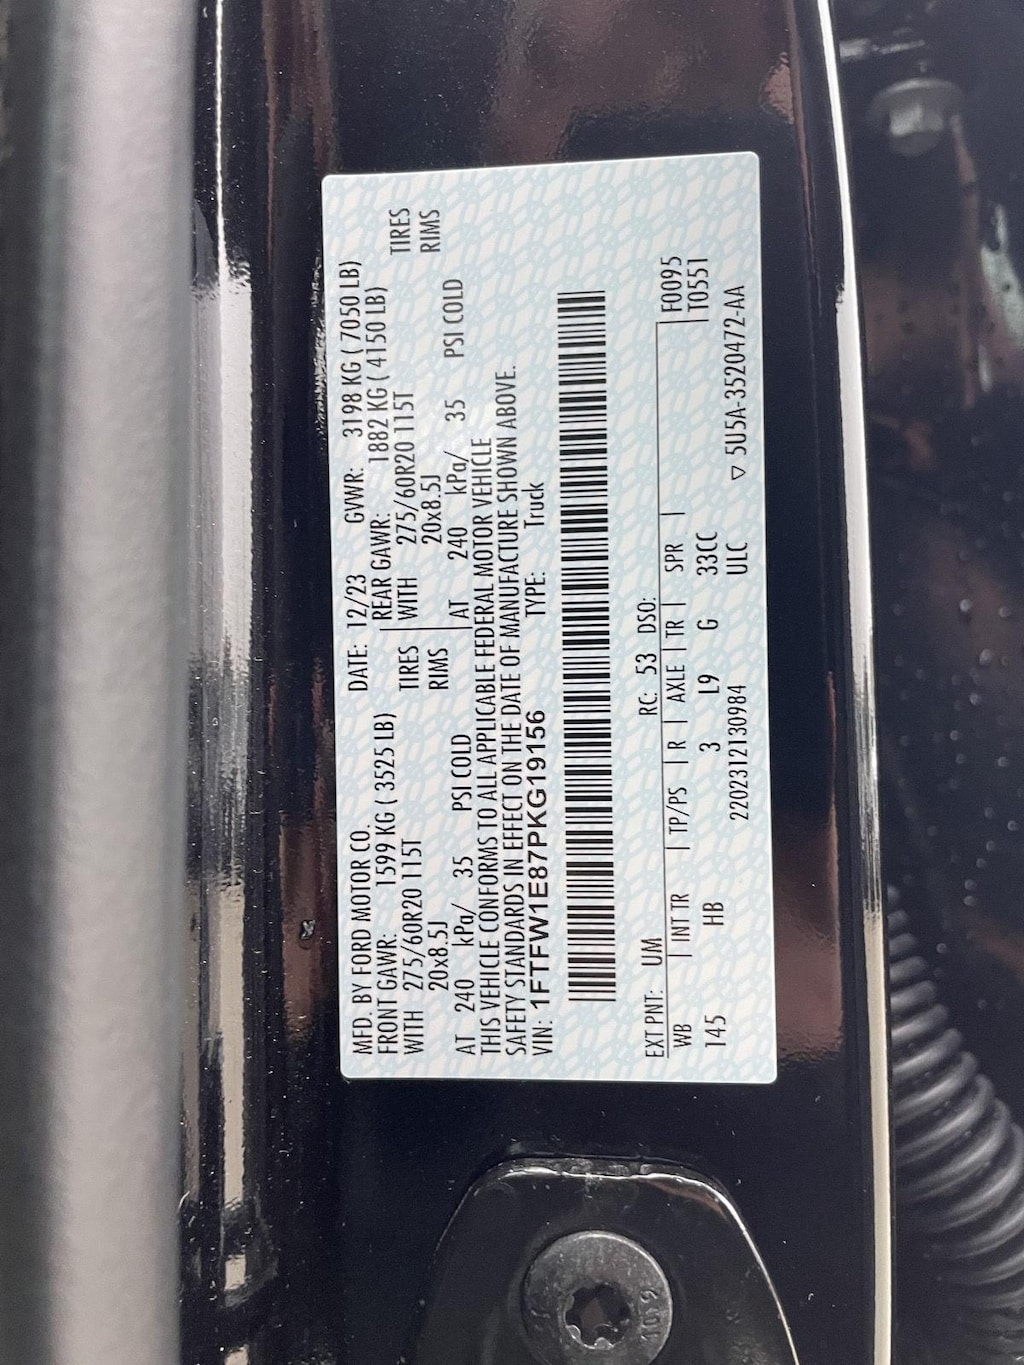 MFD. BY FORD MOTOR CO. DATE: 12/23 GVWR: 3198 KG ( 7050 LB)
FRONT GAWR: 1599 KG ( 3525 LB) REAR GAWR: 1882 KG ( 4150 LB)
WITH 275/60R20 115T TIRES WITH 275/60R20 115T TIRES
20x8.5J RIMS 20x8.5J RIMS
AT 240 kPa/ 35 PSI COLD AT 240 kPa/ 35 PSI COLD
THIS VEHICLE CONFORMS TO ALL APPLICABLE FEDERAL MOTOR VEHICLE
SAFETY STANDARDS IN EFFECT ON THE DATE OF MANUFACTURE SHOWN ABOVE.
VIN: 1FTFW1E87PKG19156 TYPE: Truck
EXT PNT: UM RC: 53 DSO: F0095
WB | INT TR | TP/PS | R | AXLE | TR | SPR | T0551
145 HB 3 L9 G 33CC
2202312130984 ULC ▽ 5U5A-3520472-AA
10 9